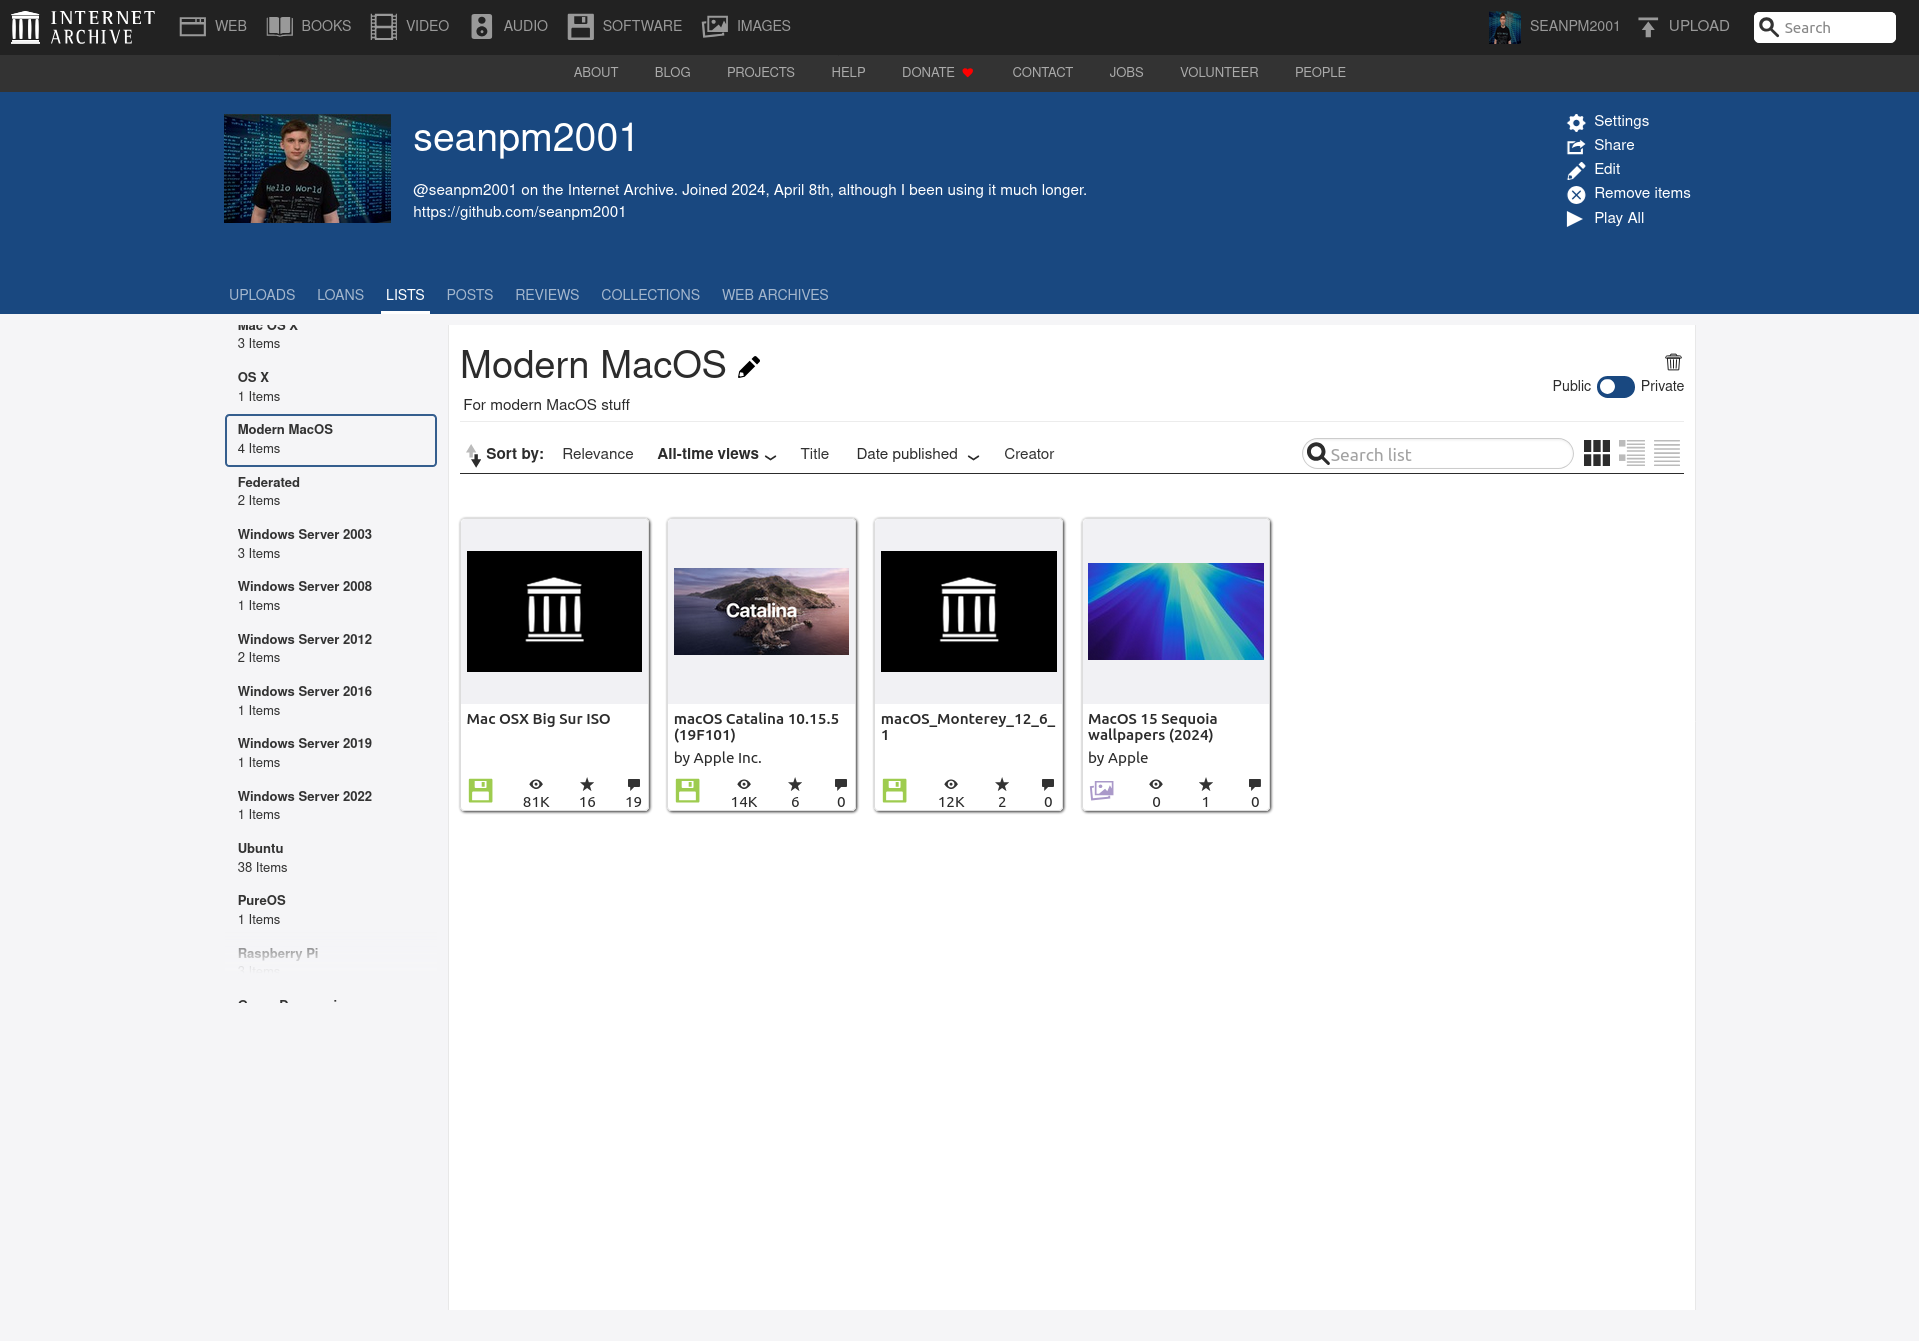 INTERNET ARCHIVE
WEB BOOKS VIDEO AUDIO SOFTWARE IMAGES SEANPM2001 UPLOAD Search
ABOUT BLOG PROJECTS HELP DONATE CONTACT JOBS VOLUNTEER PEOPLE
Hello World
seanpm2001
@seanpm2001 on the Internet Archive. Joined 2024, April 8th, although I been using it much longer.
https://github.com/seanpm2001
Settings
Share
Edit
Remove items
Play All
UPLOADS LOANS LISTS POSTS REVIEWS COLLECTIONS WEB ARCHIVES
Mac OS X
3 Items
OS X
1 Items
Modern MacOS
4 Items
Federated
2 Items
Windows Server 2003
3 Items
Windows Server 2008
1 Items
Windows Server 2012
2 Items
Windows Server 2016
1 Items
Windows Server 2019
1 Items
Windows Server 2022
1 Items
Ubuntu
38 Items
PureOS
1 Items
Raspberry Pi
Modern MacOS
For modern MacOS stuff
Public Private
Sort by: Relevance All-time views Title Date published Creator Search list
Mac OSX Big Sur ISO
81K 16 19
macOS
Catalina
macOS Catalina 10.15.5
(19F101)
by Apple Inc.
14K 6 0
macOS_Monterey_12_6_
1
12K 2 0
MacOS 15 Sequoia
wallpapers (2024)
by Apple
0 1 0